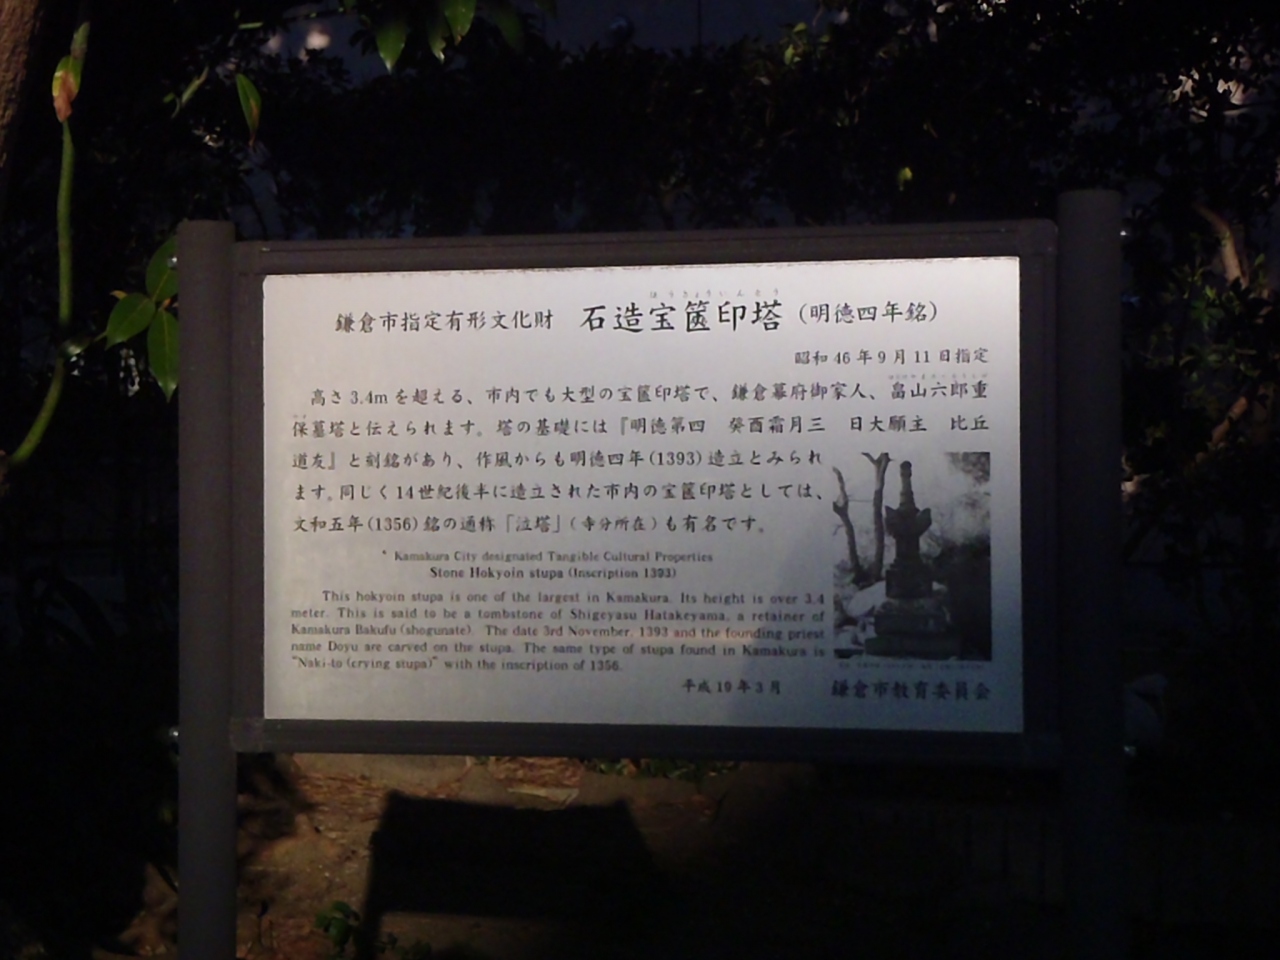 ほうきょういんとう
鎌倉市指定有形文化財 石造宝篋印塔 (明徳四年銘)
昭和46年9月11日指定
高さ3.4mを超える、市内でも大型の宝篋印塔で、鎌倉幕府御家人、畠山六郎重
保墓塔と伝えられます。塔の基礎には『明徳第四 癸酉霜月三 日大願主 比丘
道友』と刻銘があり、作風からも明徳四年(1393)造立とみられ
ます。同じく14世紀後半に造立された市内の宝篋印塔としては、
文和五年(1356)銘の通称「泣塔」(寺分所在)も有名です。
Kamakura City designated Tangible Cultural Properties
Stone Hokyoin stupa (Inscription 1393)
This hokyoin stupa is one of the largest in Kamakura. Its height is over 3.4
meter. This is said to be a tombstone of Shigeyasu Hatakeyama, a retainer of
Kamakura Bakufu (shogunate). The date 3rd November, 1393 and the founding priest
name Doyu are carved on the stupa. The same type of stupa found in Kamakura is
"Naki-to (crying stupa)" with the inscription of 1356.
平成19年3月 鎌倉市教育委員会